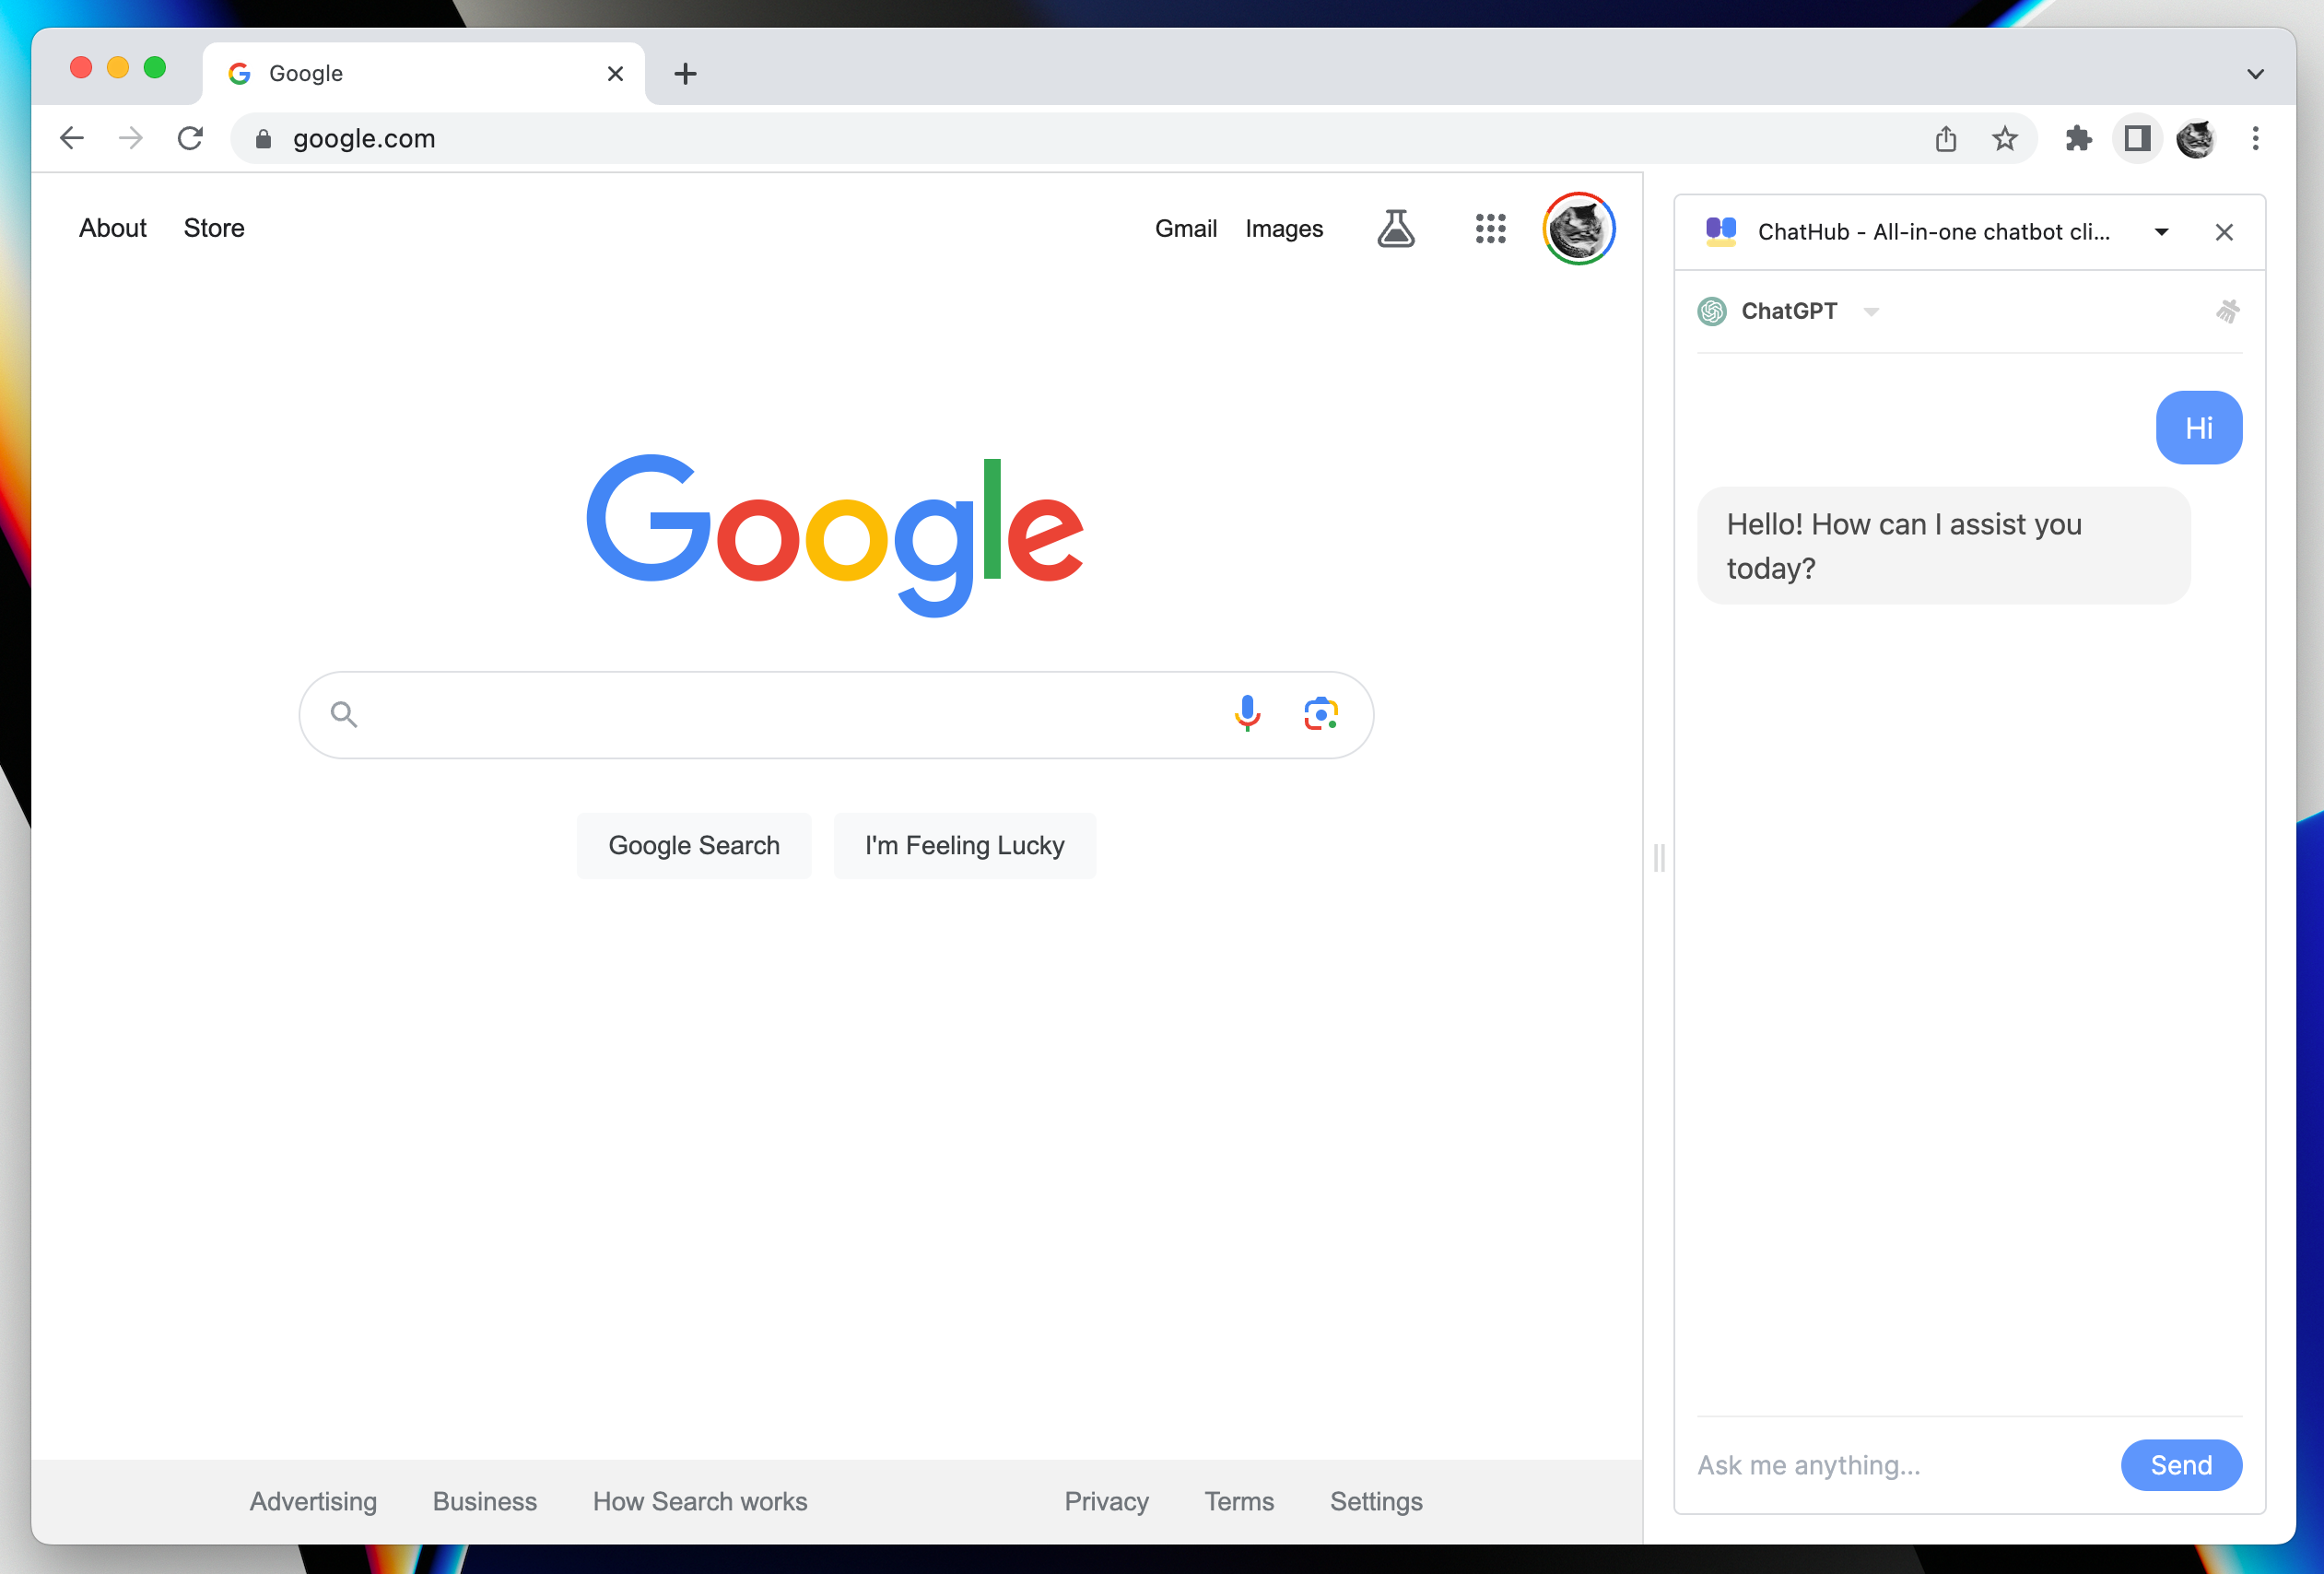 Google
google.com
About Store
Gmail Images
Google
Google Search I'm Feeling Lucky
Advertising Business How Search works
Privacy Terms Settings
ChatHub - All-in-one chatbot cli...
ChatGPT
Hi
Hello! How can I assist you
today?
Ask me anything...
Send